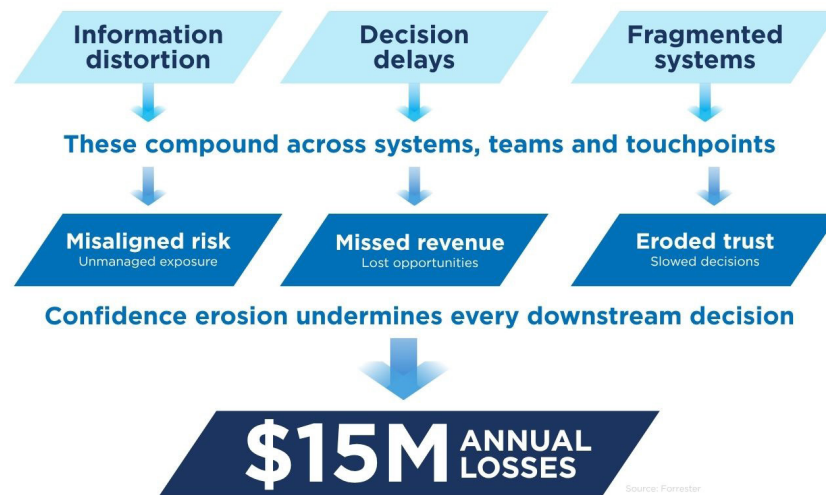 Information
distortion
Decision
delays
Fragmented
systems
These compound across systems, teams and touchpoints
Misaligned risk
Unmanaged exposure
Missed revenue
Lost opportunities
Eroded trust
Slowed decisions
Confidence erosion undermines every downstream decision
$15M ANNUAL
LOSSES
Source: Forrester